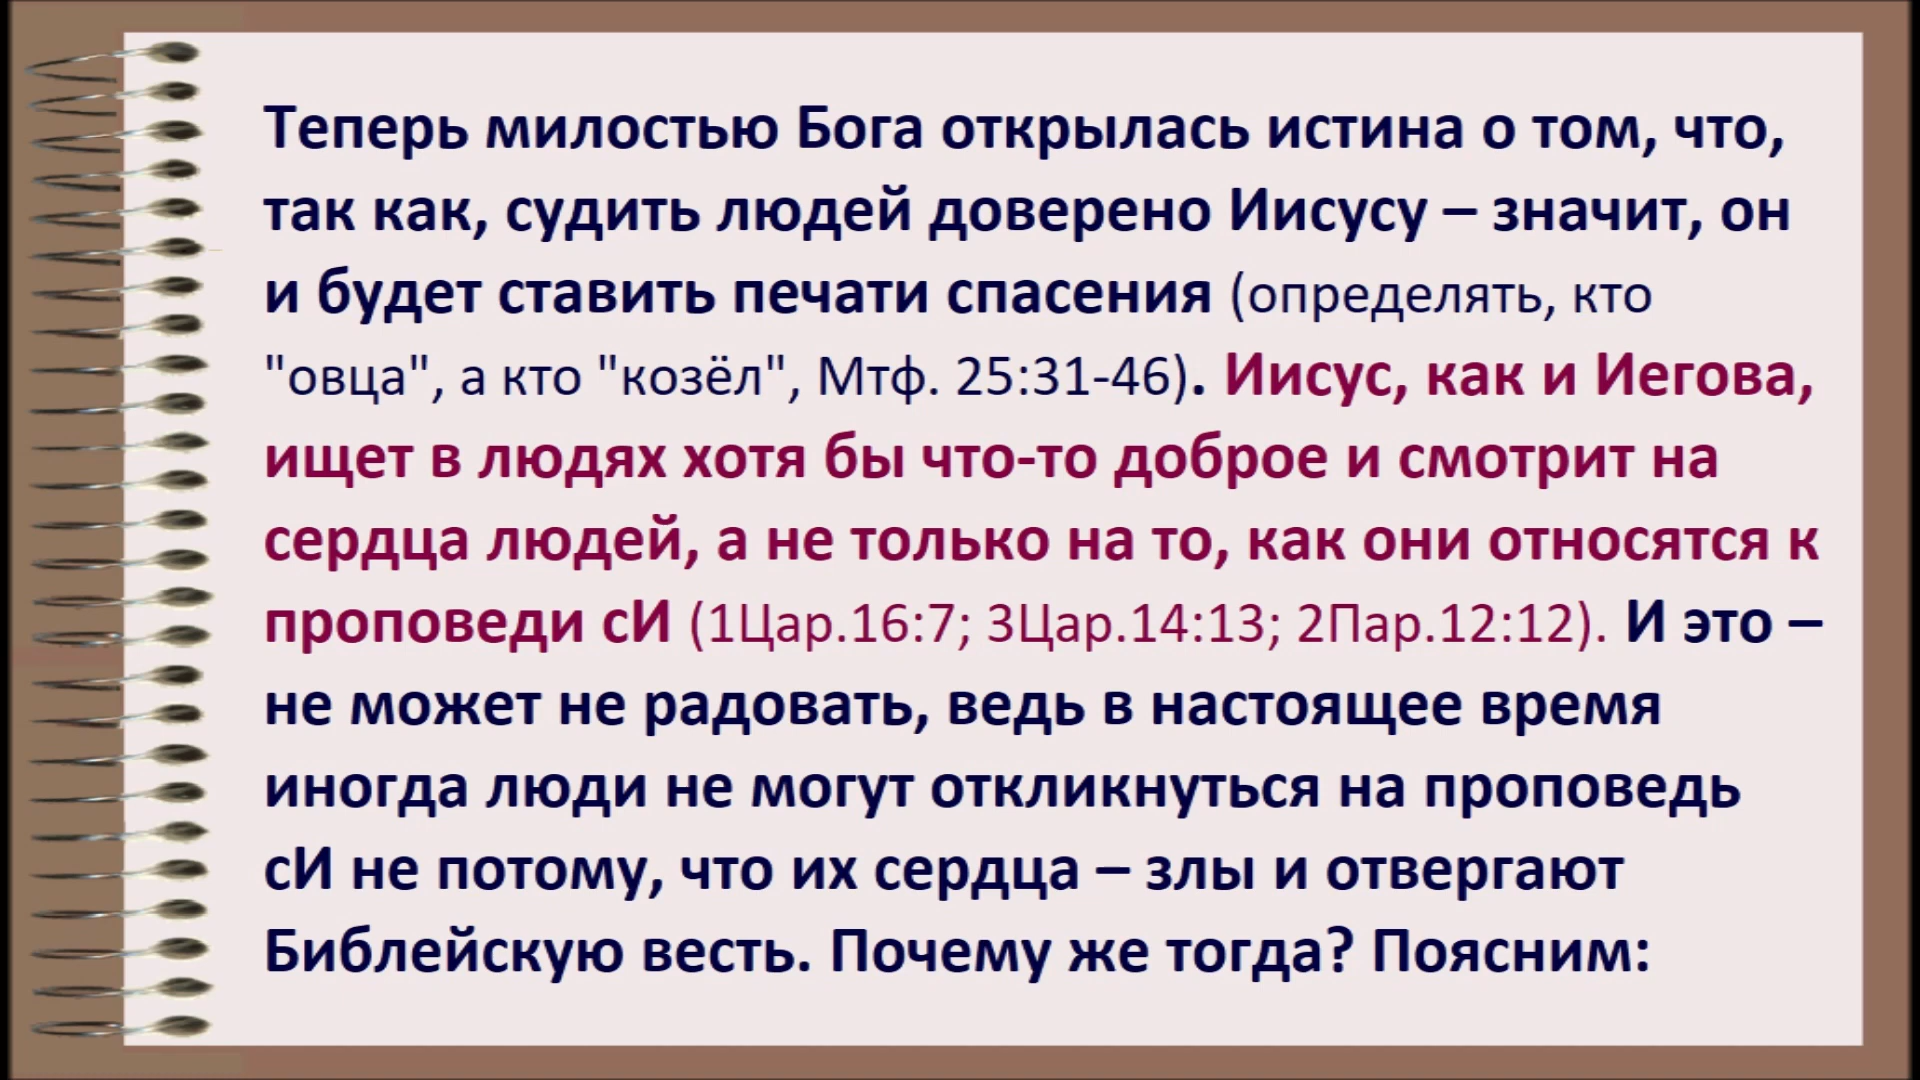 Теперь милостью Бога открылась истина о том, что,
так как, судить людей доверено Иисусу – значит, он
и будет ставить печати спасения (определять, кто
"овца", а кто "козёл", Мтф. 25:31-46). Иисус, как и Иегова,
ищет в людях хотя бы что-то доброе и смотрит на
сердца людей, а не только на то, как они относятся к
проповеди сИ (1Цар.16:7; 3Цар.14:13; 2Пар.12:12). И это –
не может не радовать, ведь в настоящее время
иногда люди не могут откликнуться на проповедь
сИ не потому, что их сердца – злы и отвергают
Библейскую весть. Почему же тогда? Поясним: